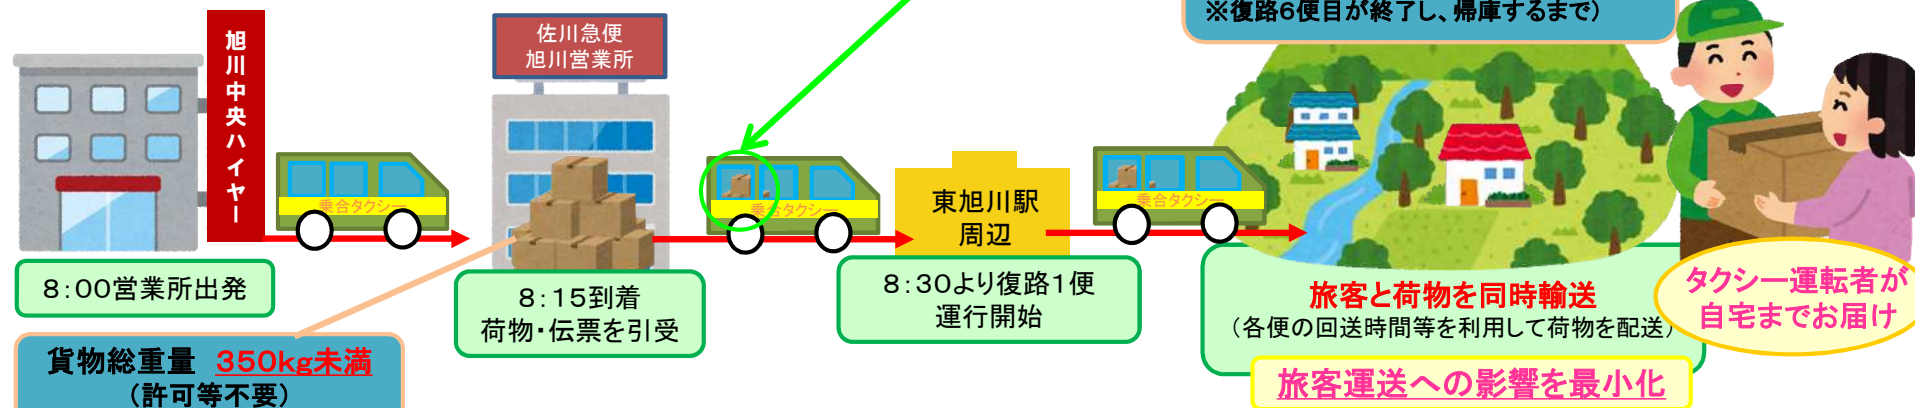 ※復路6便目が終了し、帰庫するまで）
旭川中央ハイヤー
佐川急便
旭川営業所
乗合タクシー
乗合タクシー
東旭川駅
周辺
乗合タクシー
8：00営業所出発
8：15到着
荷物・伝票を引受
8：30より復路1便
運行開始
旅客と荷物を同時輸送
（各便の回送時間等を利用して荷物を配送）
タクシー運転者が
自宅までお届け
貨物総重量 350kg未満
（許可等不要）
旅客運送への影響を最小化